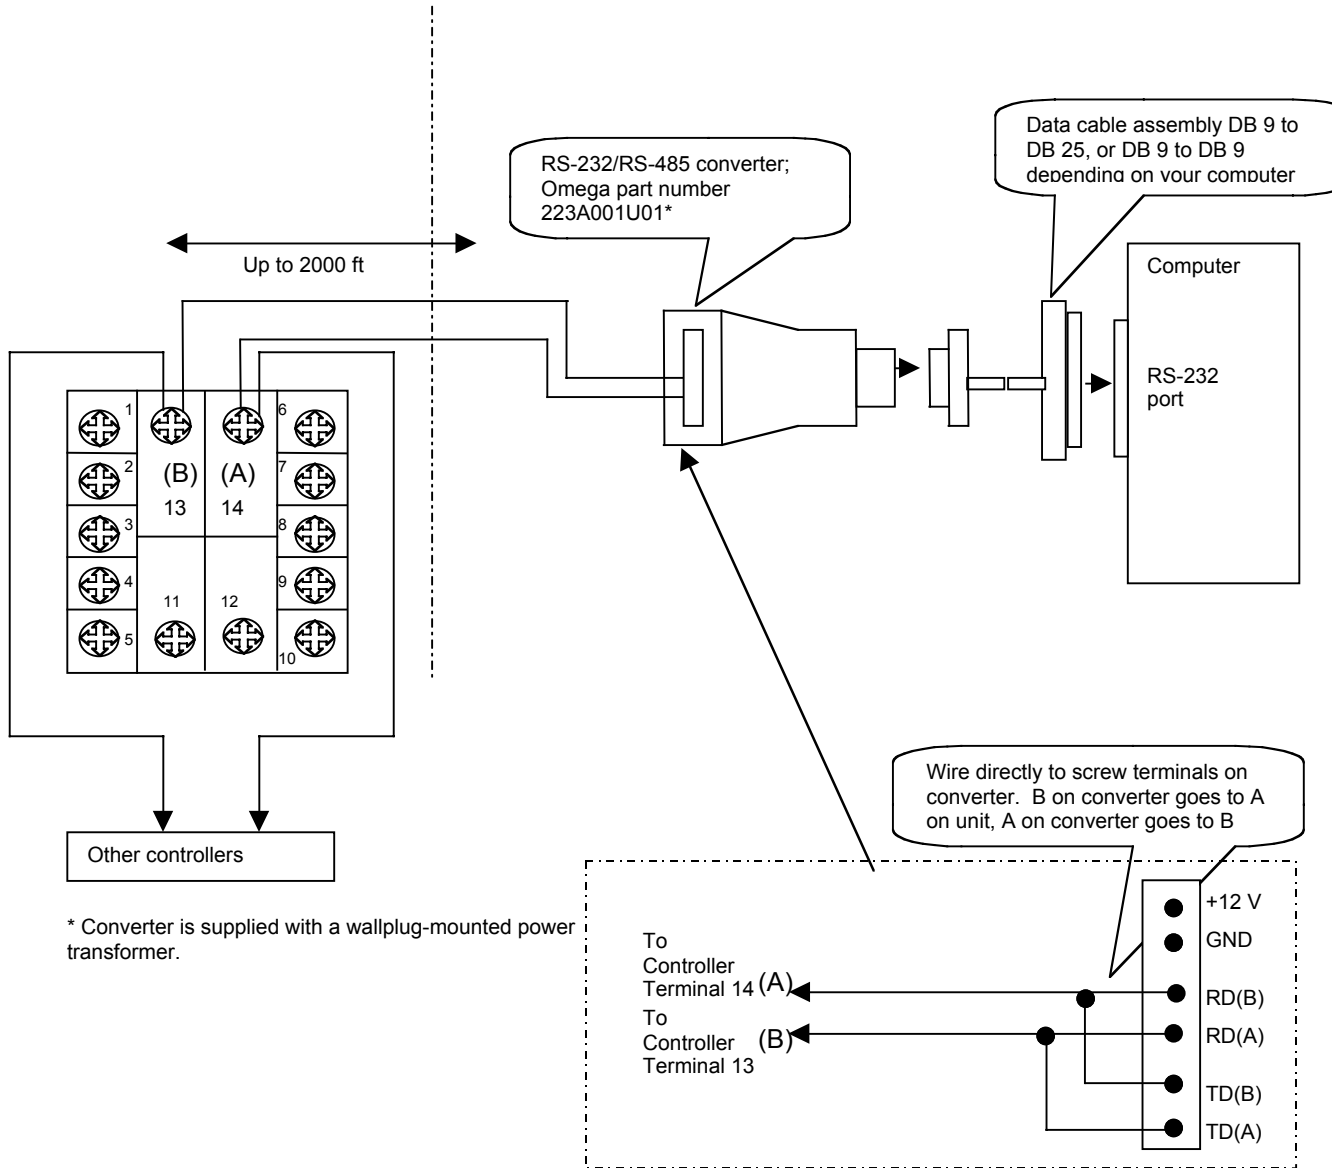 Data cable assembly DB 9 to
DB 25, or DB 9 to DB 9
depending on your computer
RS-232/RS-485 converter;
Omega part number
223A001U01*
Up to 2000 ft
Computer
RS-232
port
1
2
3
4
5
(B)
13
(A)
14
11
12
6
7
8
9
10
Other controllers
* Converter is supplied with a wallplug-mounted power
transformer.
Wire directly to screw terminals on
converter. B on converter goes to A
on unit, A on converter goes to B
To
Controller
Terminal 14 (A)
To
Controller
Terminal 13
(B)
+12 V
GND
RD(B)
RD(A)
TD(B)
TD(A)